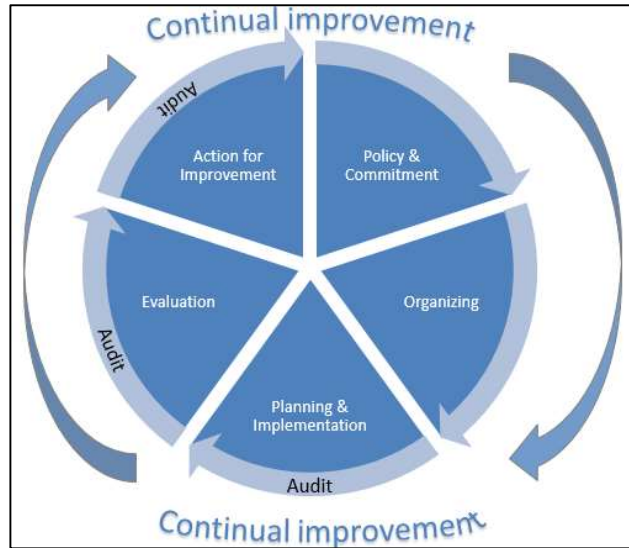 Continual improvement
Audit
Action for
Improvement
Policy &
Commitment
Evaluation
Organizing
Audit
Planning &
Implementation
Audit
Continual improvement